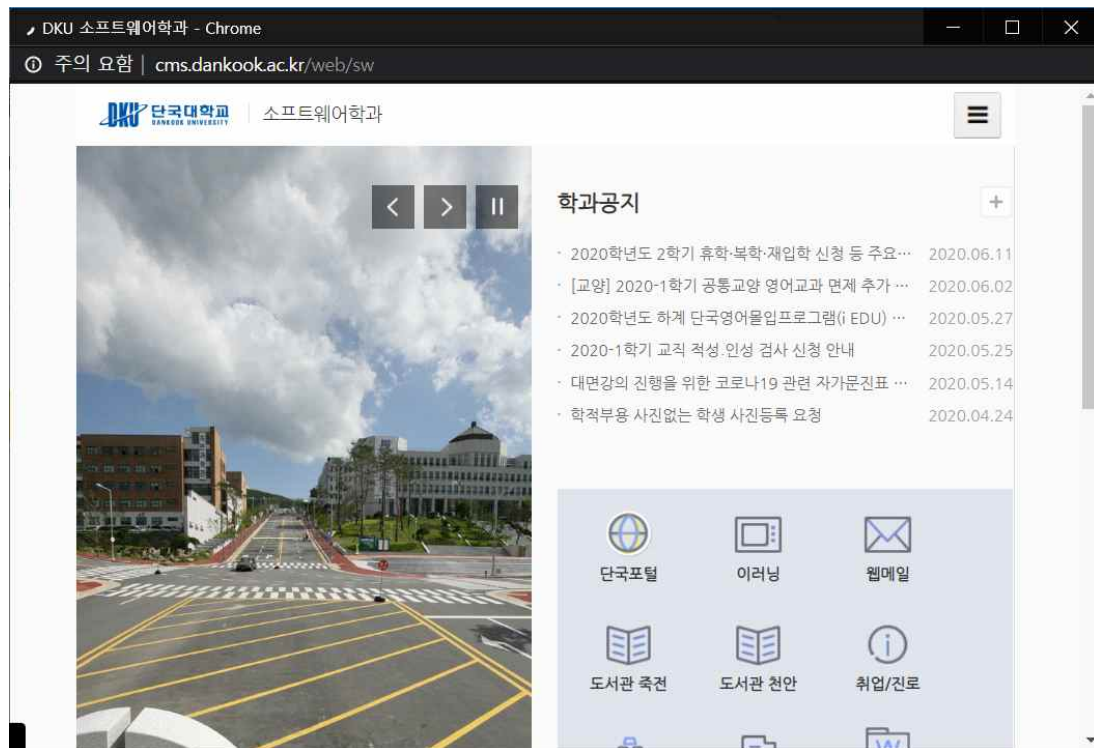 DKU 소프트웨어학과 - Chrome
주의 요함 | cms.dankook.ac.kr/web/sw
DKU 단국대학교 DANKOOK UNIVERSITY 소프트웨어학과
학과공지
· 2020학년도 2학기 휴학·복학·재입학 신청 등 주요… 2020.06.11
· [교양] 2020-1학기 공통교양 영어교과 면제 추가 … 2020.06.02
· 2020학년도 하계 단국영어몰입프로그램(i EDU) … 2020.05.27
· 2020-1학기 교직 적성.인성 검사 신청 안내 2020.05.25
· 대면강의 진행을 위한 코로나19 관련 자가문진표 … 2020.05.14
· 학적부용 사진없는 학생 사진등록 요청 2020.04.24
단국포털 이러닝 웹메일
도서관 죽전 도서관 천안 취업/진로
W